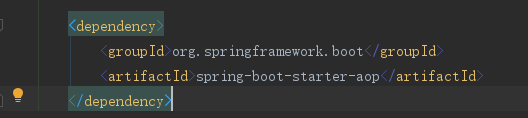 <dependency>
<groupId>org.springframework.boot</groupId>
<artifactId>spring-boot-starter-aop</artifactId>
</dependency>